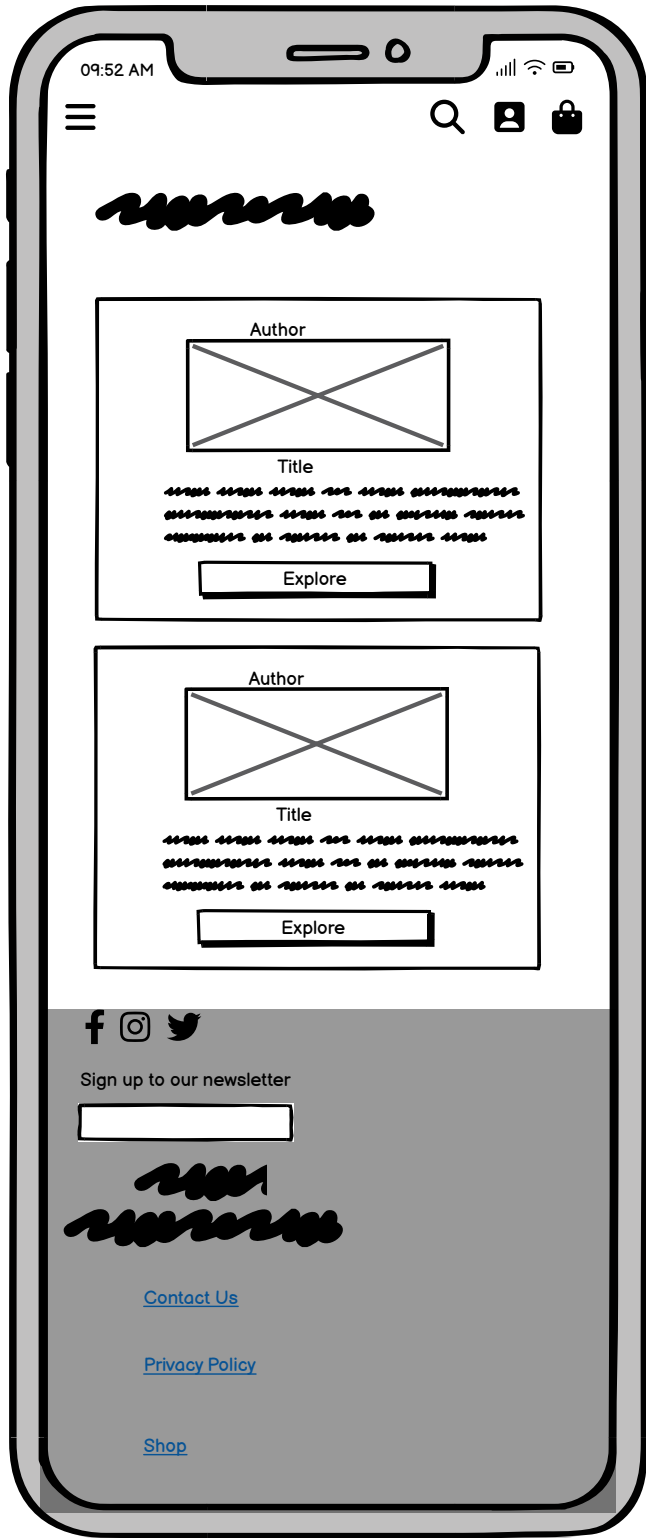 09:52 AM
Author
Title
Explore
Author
Title
Explore
Sign up to our newsletter
Contact Us
Privacy Policy
Shop